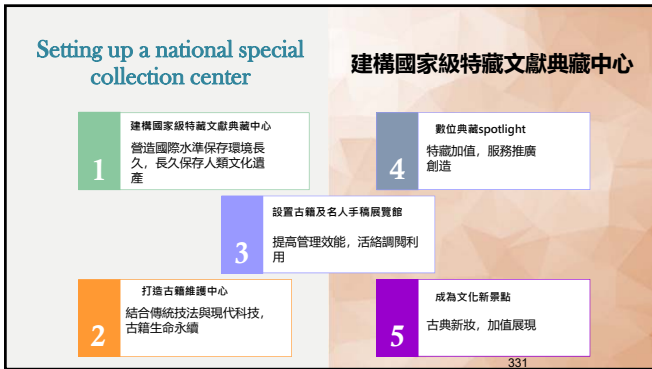 Setting up a national special
collection center
建構國家級特藏文獻典藏中心
1
建構國家級特藏文獻典藏中心
營造國際水準保存環境長
久，長久保存人類文化遺
產
2
打造古籍維護中心
結合傳統技法與現代科技，
古籍生命永續
3
設置古籍及名人手稿展覽館
提高管理效能，活絡調閱利
用
4
數位典藏spotlight
特藏加值，服務推廣
創造
5
成為文化新景點
古典新妝，加值展現
331